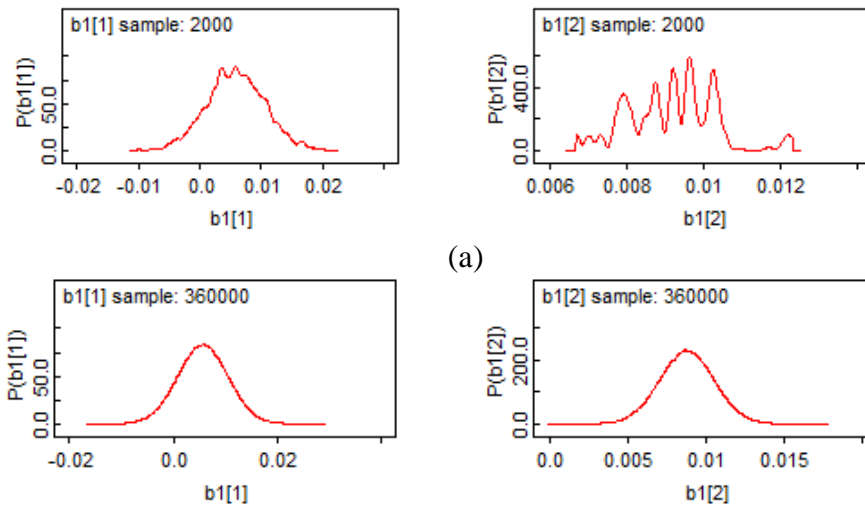 b1[1] sample: 2000
P(b1[1])
0.0 50.0
-0.02 -0.01 0.0 0.01 0.02
b1[1]
b1[2] sample: 2000
P(b1[2])
0.0 400.0
0.006 0.008 0.01 0.012
b1[2]
(a)
b1[1] sample: 360000
P(b1[1])
0.0 50.0
-0.02 0.0 0.02
b1[1]
b1[2] sample: 360000
P(b1[2])
0.0 200.0
0.0 0.005 0.01 0.015
b1[2]